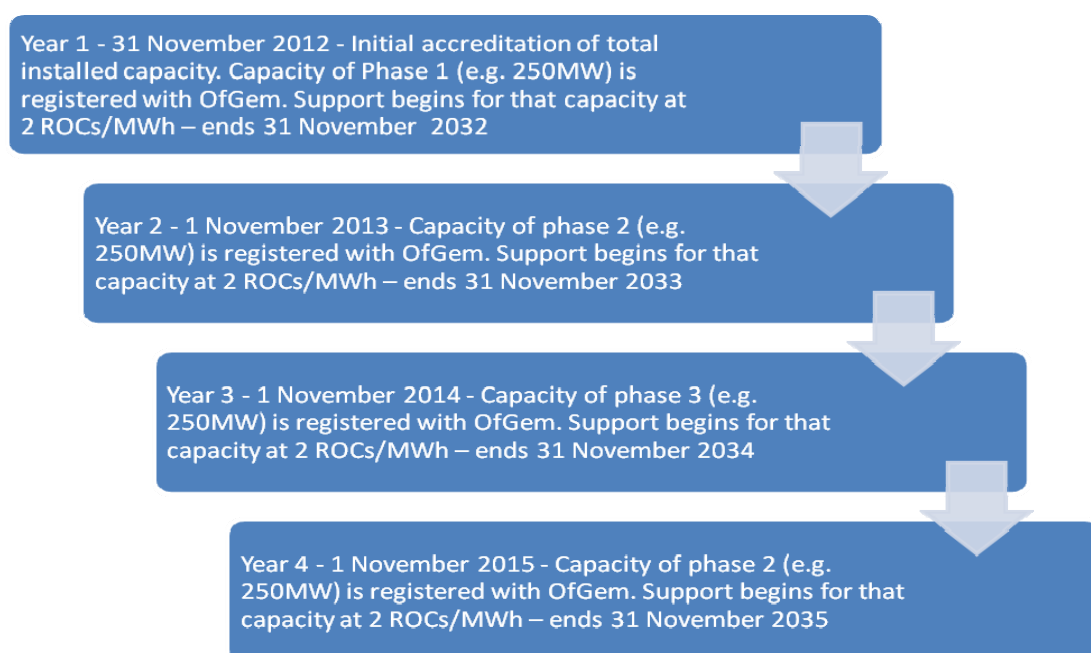 Year 1 - 31 November 2012 - Initial accreditation of total
installed capacity. Capacity of Phase 1 (e.g. 250MW) is
registered with OfGem. Support begins for that capacity at
2 ROCs/MWh – ends 31 November  2032
Year 2 - 1 November 2013 - Capacity of phase 2 (e.g.
250MW) is registered with OfGem. Support begins for that
capacity at 2 ROCs/MWh – ends 31 November 2033
Year 3 - 1 November 2014 - Capacity of phase 3 (e.g.
250MW) is registered with OfGem. Support begins for that
capacity at 2 ROCs/MWh – ends 31 November 2034
Year 4 - 1 November 2015 - Capacity of phase 2 (e.g.
250MW) is registered with OfGem. Support begins for that
capacity at 2 ROCs/MWh – ends 31 November 2035